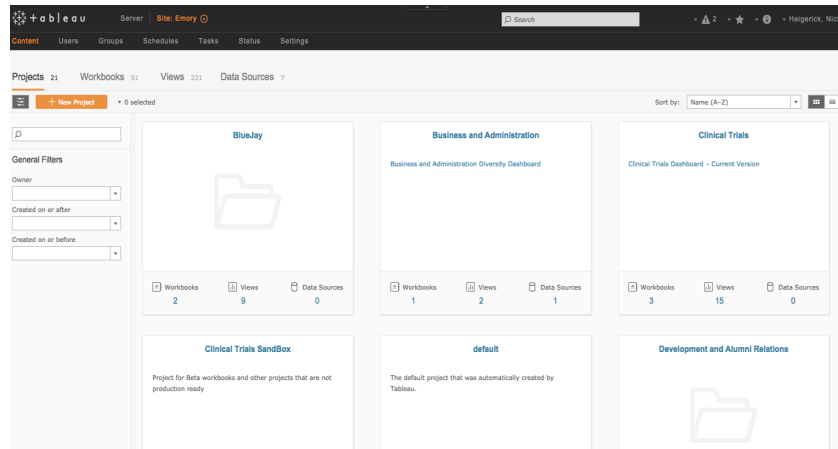 + a b l e a u Server Site: Emory Search 2 Helgerick, Nic
Content Users Groups Schedules Tasks Status Settings
Projects 21 Workbooks 51 Views 221 Data Sources 7
+ New Project 0 selected Sort by: Name (A–Z)
General Filters
Owner
Created on or after
Created on or before
BlueJay
Workbooks Views Data Sources
2 9 0
Business and Administration
Business and Administration Diversity Dashboard
Workbooks Views Data Sources
1 2 1
Clinical Trials
Clinical Trials Dashboard – Current Version
Workbooks Views Data Sources
3 15 0
Clinical Trials SandBox
Project for Beta workbooks and other projects that are not
production ready
default
The default project that was automatically created by
Tableau.
Development and Alumni Relations